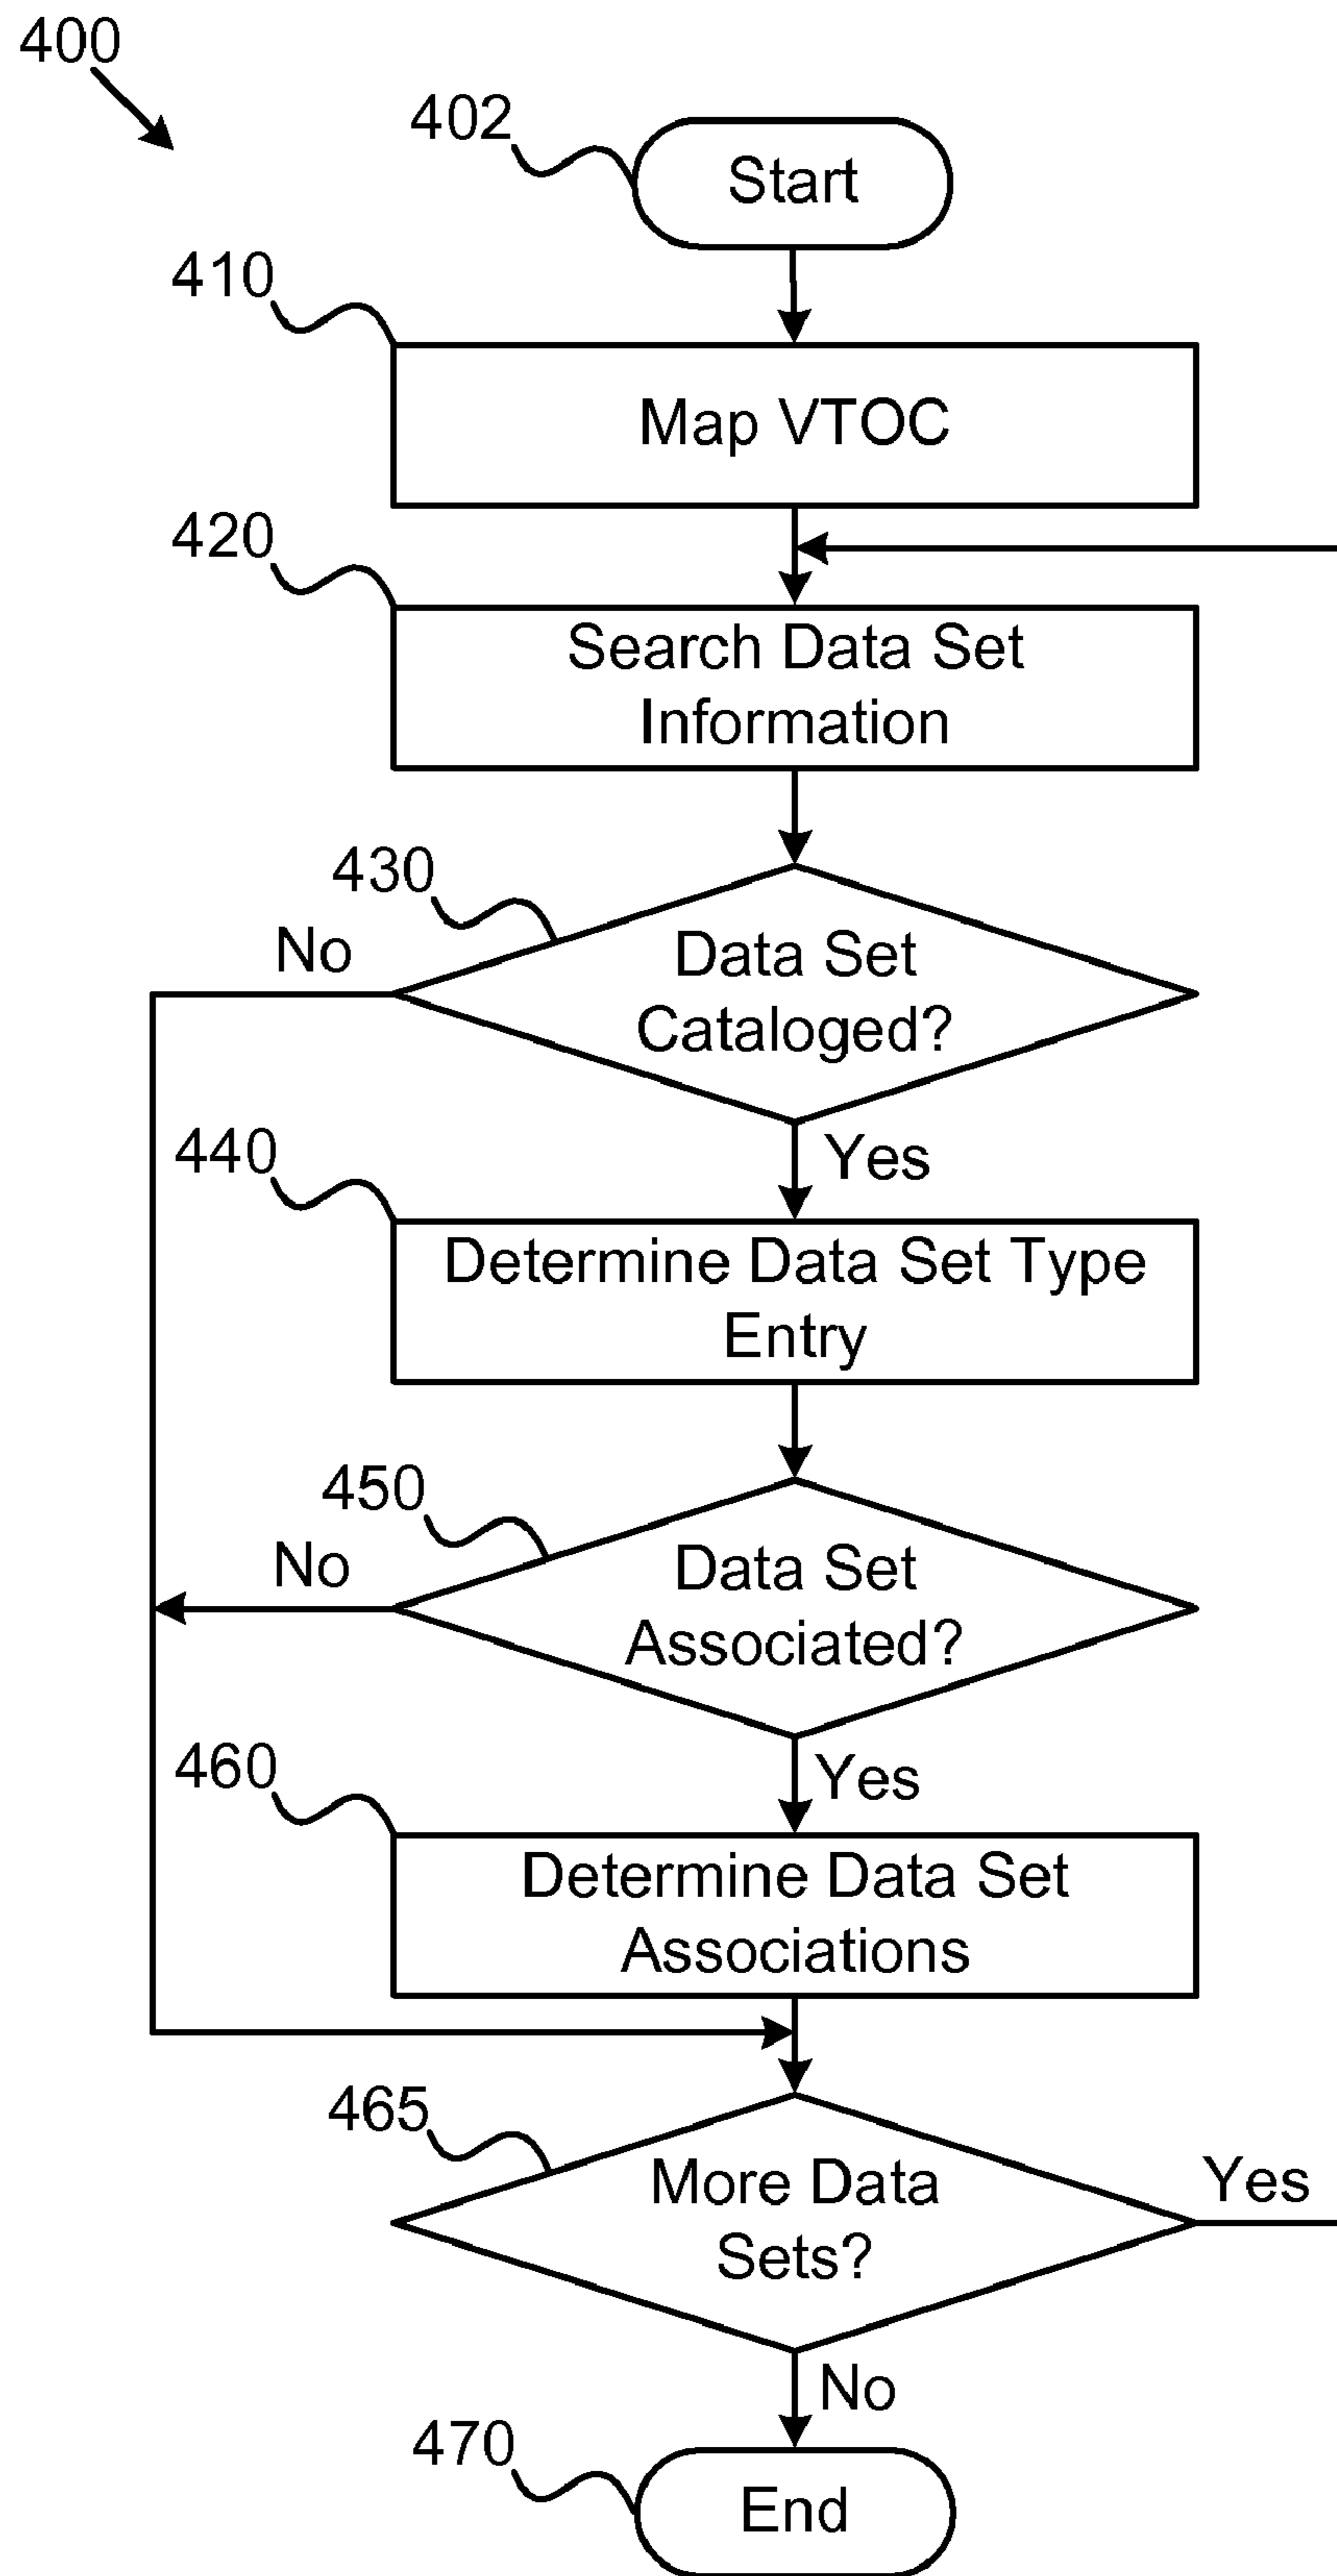 400
402
Start
410
Map VTOC
420
Search Data Set
Information
430
No
Data Set
Cataloged?
Yes
440
Determine Data Set Type
Entry
450
No
Data Set
Associated?
Yes
460
Determine Data Set
Associations
465
More Data
Sets?
Yes
No
470
End